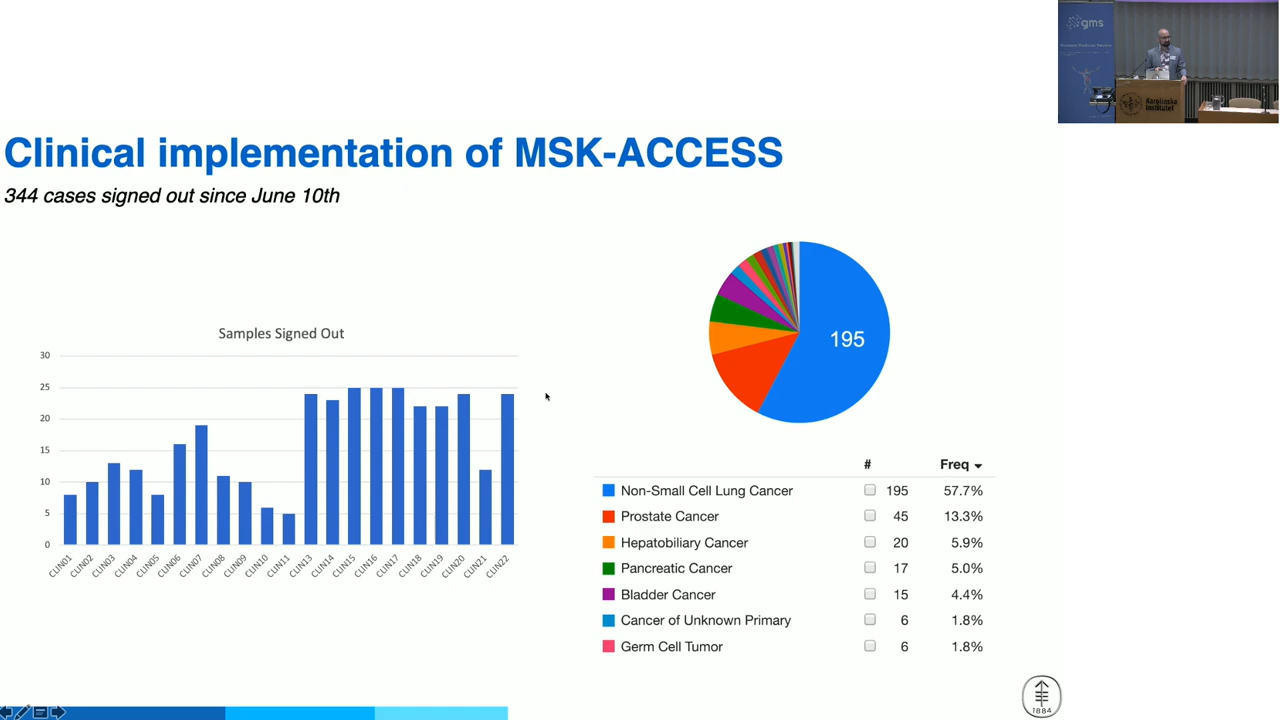 gms
Karolinska
Institutet
Clinical implementation of MSK-ACCESS
344 cases signed out since June 10th
Samples Signed Out
30
25
20
15
10
5
0
CLIN01
CLIN02
CLIN03
CLIN04
CLIN05
CLIN06
CLIN07
CLIN08
CLIN09
CLIN10
CLIN11
CLIN13
CLIN14
CLIN15
CLIN16
CLIN17
CLIN18
CLIN19
CLIN20
CLIN21
CLIN22
195
# Freq
Non-Small Cell Lung Cancer 195 57.7%
Prostate Cancer 45 13.3%
Hepatobiliary Cancer 20 5.9%
Pancreatic Cancer 17 5.0%
Bladder Cancer 15 4.4%
Cancer of Unknown Primary 6 1.8%
Germ Cell Tumor 6 1.8%
1884